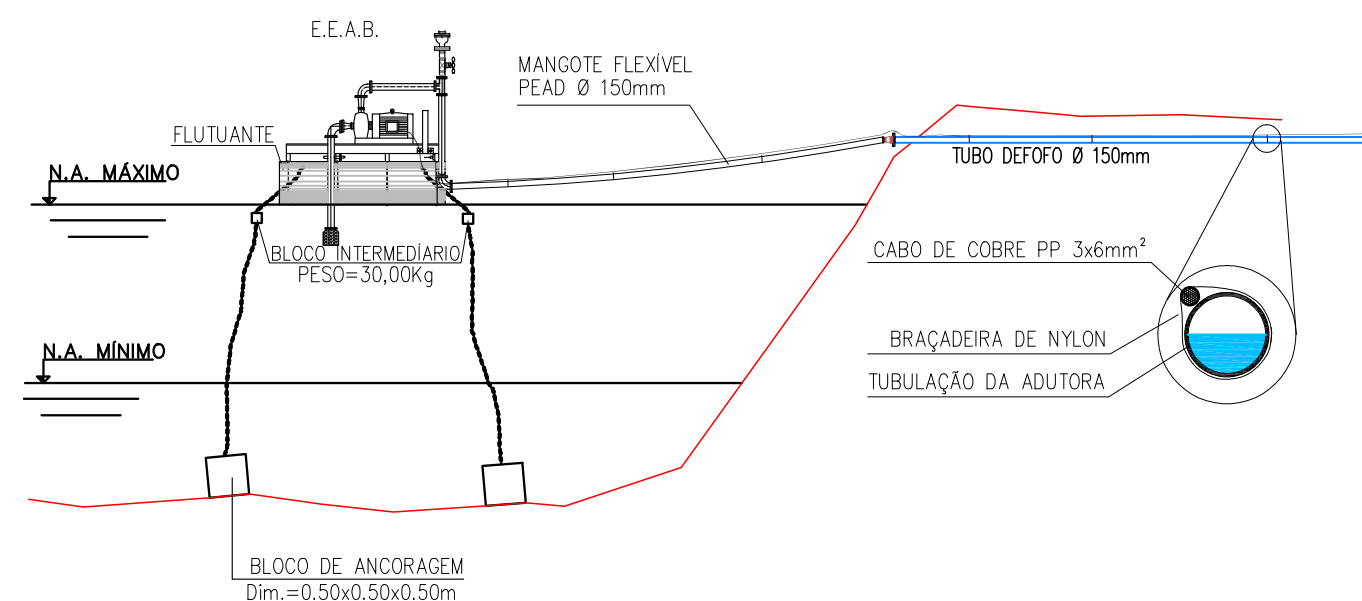 E.E.A.B.
MANGOTE FLEXÍVEL
PEAD Ø 150mm
FLUTUANTE
TUBO DEFOFO Ø 150mm
N.A. MÁXIMO
BLOCO INTERMEDÍARIO
PESO=30,00Kg
CABO DE COBRE PP 3x6mm²
BRAÇADEIRA DE NYLON
N.A. MÍNIMO
TUBULAÇÃO DA ADUTORA
BLOCO DE ANCORAGEM
Dim.=0.50x0.50x0.50m